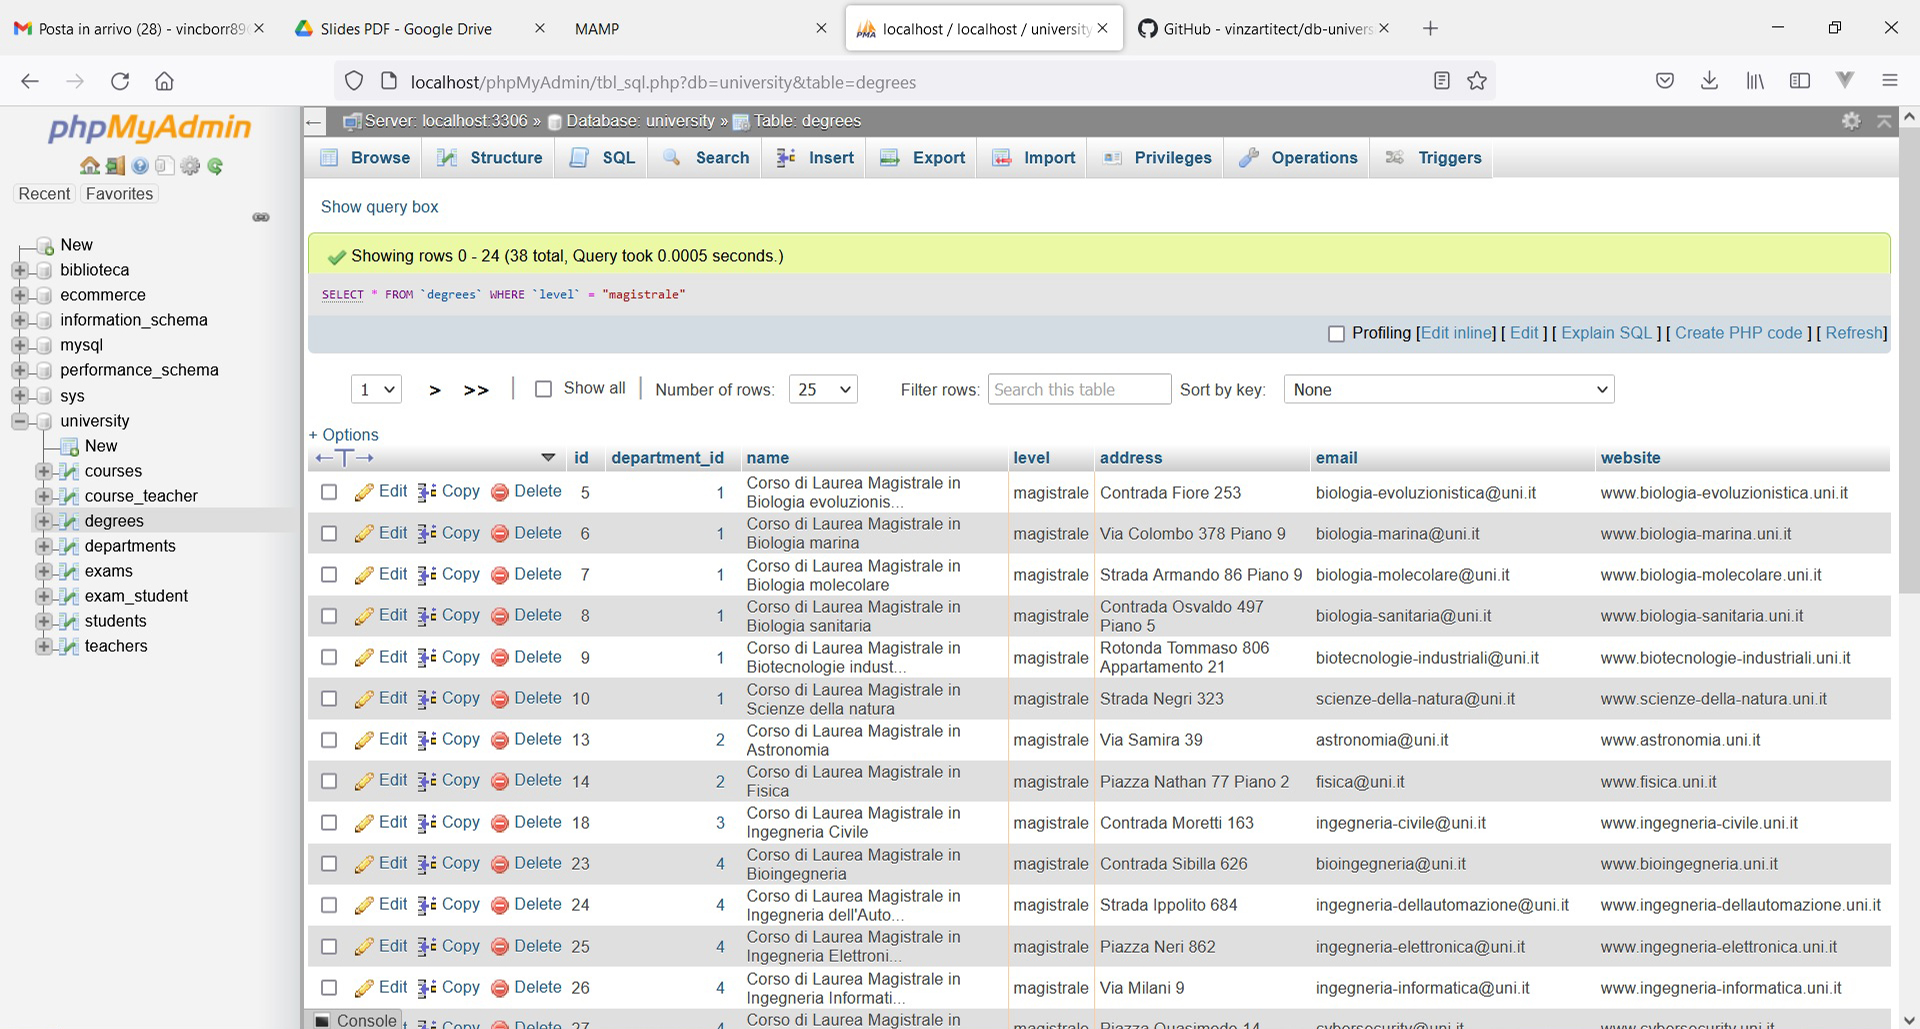 Posta in arrivo (28) - vincborr89
Slides PDF - Google Drive
MAMP
localhost / localhost / university
GitHub - vinzartitect/db-univers
localhost/phpMyAdmin/tbl_sql.php?db=university&table=degrees
phpMyAdmin
Recent Favorites
New
biblioteca
ecommerce
information_schema
mysql
performance_schema
sys
university
New
courses
course_teacher
degrees
departments
exams
exam_student
students
teachers
Server: localhost:3306 » Database: university » Table: degrees
Browse Structure SQL Search Insert Export Import Privileges Operations Triggers
Show query box
Showing rows 0 - 24 (38 total, Query took 0.0005 seconds.)
SELECT * FROM `degrees` WHERE `level` = "magistrale"
Profiling [Edit inline] [ Edit ] [ Explain SQL ] [ Create PHP code ] [ Refresh]
1 > >> | Show all | Number of rows: 25 Filter rows: Search this table Sort by key: None
+ Options
←T→ id department_id name level address email website
Edit Copy Delete 5 1 Corso di Laurea Magistrale in Biologia evoluzionis... magistrale Contrada Fiore 253 biologia-evoluzionistica@uni.it www.biologia-evoluzionistica.uni.it
Edit Copy Delete 6 1 Corso di Laurea Magistrale in Biologia marina magistrale Via Colombo 378 Piano 9 biologia-marina@uni.it www.biologia-marina.uni.it
Edit Copy Delete 7 1 Corso di Laurea Magistrale in Biologia molecolare magistrale Strada Armando 86 Piano 9 biologia-molecolare@uni.it www.biologia-molecolare.uni.it
Edit Copy Delete 8 1 Corso di Laurea Magistrale in Biologia sanitaria magistrale Contrada Osvaldo 497 Piano 5 biologia-sanitaria@uni.it www.biologia-sanitaria.uni.it
Edit Copy Delete 9 1 Corso di Laurea Magistrale in Biotecnologie indust... magistrale Rotonda Tommaso 806 Appartamento 21 biotecnologie-industriali@uni.it www.biotecnologie-industriali.uni.it
Edit Copy Delete 10 1 Corso di Laurea Magistrale in Scienze della natura magistrale Strada Negri 323 scienze-della-natura@uni.it www.scienze-della-natura.uni.it
Edit Copy Delete 13 2 Corso di Laurea Magistrale in Astronomia magistrale Via Samira 39 astronomia@uni.it www.astronomia.uni.it
Edit Copy Delete 14 2 Corso di Laurea Magistrale in Fisica magistrale Piazza Nathan 77 Piano 2 fisica@uni.it www.fisica.uni.it
Edit Copy Delete 18 3 Corso di Laurea Magistrale in Ingegneria Civile magistrale Contrada Moretti 163 ingegneria-civile@uni.it www.ingegneria-civile.uni.it
Edit Copy Delete 23 4 Corso di Laurea Magistrale in Bioingegneria magistrale Contrada Sibilla 626 bioingegneria@uni.it www.bioingegneria.uni.it
Edit Copy Delete 24 4 Corso di Laurea Magistrale in Ingegneria dell'Auto... magistrale Strada Ippolito 684 ingegneria-dellautomazione@uni.it www.ingegneria-dellautomazione.uni.it
Edit Copy Delete 25 4 Corso di Laurea Magistrale in Ingegneria Elettroni... magistrale Piazza Neri 862 ingegneria-elettronica@uni.it www.ingegneria-elettronica.uni.it
Edit Copy Delete 26 4 Corso di Laurea Magistrale in Ingegneria Informati... magistrale Via Milani 9 ingegneria-informatica@uni.it www.ingegneria-informatica.uni.it
Copy Delete 27 4 Corso di Laurea Magistrale in magistrale Piazza Quasimodo 14 cybersecurity@uni.it www.cybersecurity.uni.it
Console